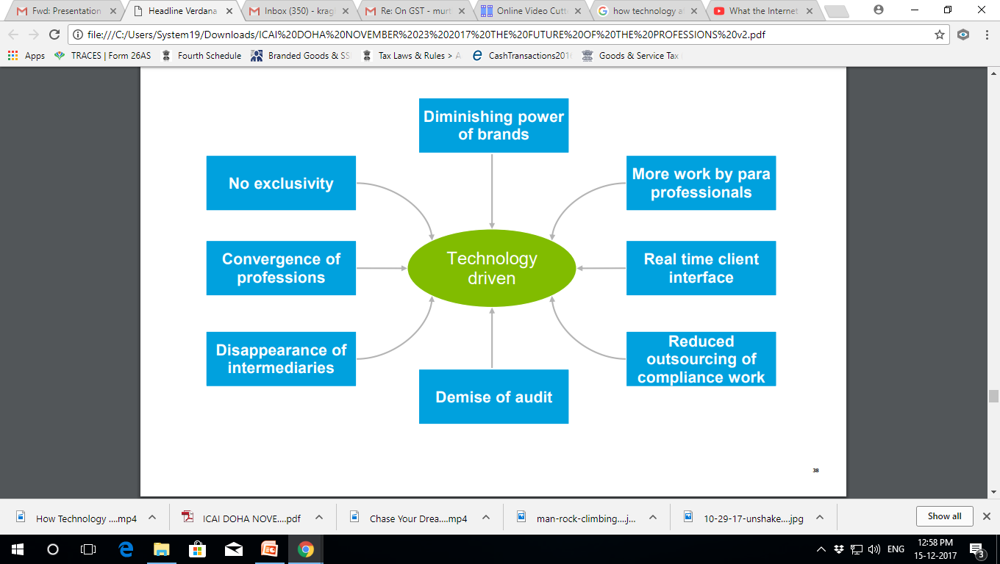 Fwd: Presentation
Headline Verdana
Inbox (350) - krag
Re: On GST - murt
Online Video Cutt
how technology a
What the Internet
file:///C:/Users/System19/Downloads/ICAI%20DOHA%20NOVEMBER%2023%202017%20THE%20FUTURE%20OF%20THE%20PROFESSIONS%20v2.pdf
Apps
TRACES | Form 26AS
Fourth Schedule
Branded Goods & SS
Tax Laws & Rules > A
CashTransactions201
Goods & Service Tax
Diminishing power
of brands
No exclusivity
More work by para
professionals
Convergence of
professions
Technology
driven
Real time client
interface
Disappearance of
intermediaries
Reduced
outsourcing of
compliance work
Demise of audit
38
How Technology ....mp4
ICAI DOHA NOVE....pdf
Chase Your Drea....mp4
man-rock-climbing....j...
10-29-17-unshake....jpg
Show all
ENG
12:58 PM
15-12-2017
3